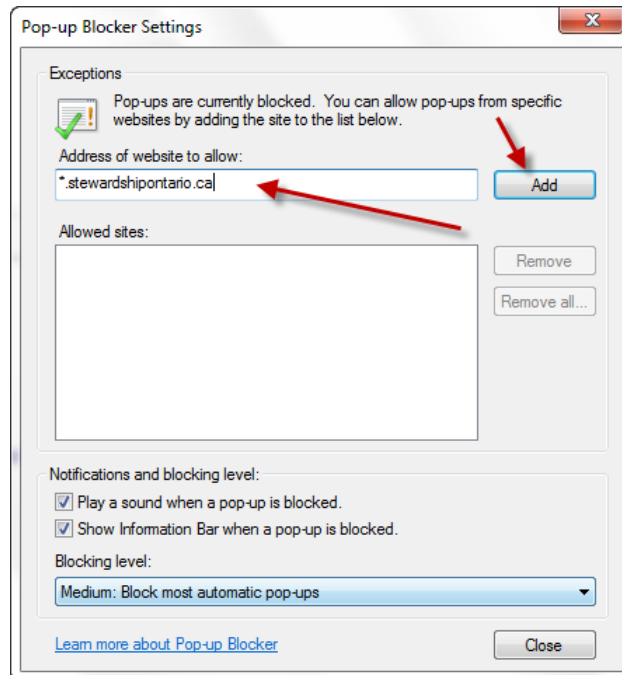 Pop-up Blocker Settings
Exceptions
Pop-ups are currently blocked. You can allow pop-ups from specific
websites by adding the site to the list below.
Address of website to allow:
*.stewardshipontario.ca
Add
Allowed sites:
Remove
Remove all...
Notifications and blocking level:
Play a sound when a pop-up is blocked.
Show Information Bar when a pop-up is blocked.
Blocking level:
Medium: Block most automatic pop-ups
Learn more about Pop-up Blocker
Close